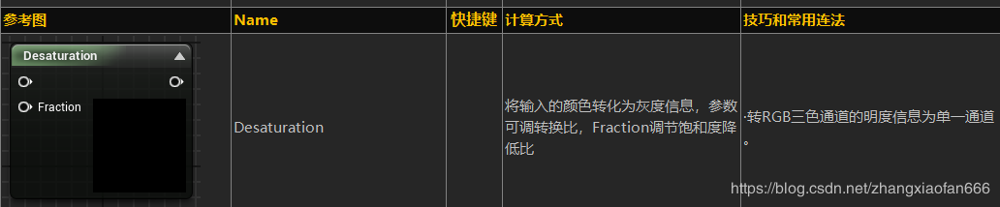 参考图 Name 快捷键 计算方式 技巧和常用连法
Desaturation
Fraction
Desaturation
将输入的颜色转化为灰度信息，参数
可调转换比，Fraction调节饱和度降
低比
·转RGB三色通道的明度信息为单一通道
。
https://blog.csdn.net/zhangxiaofan666